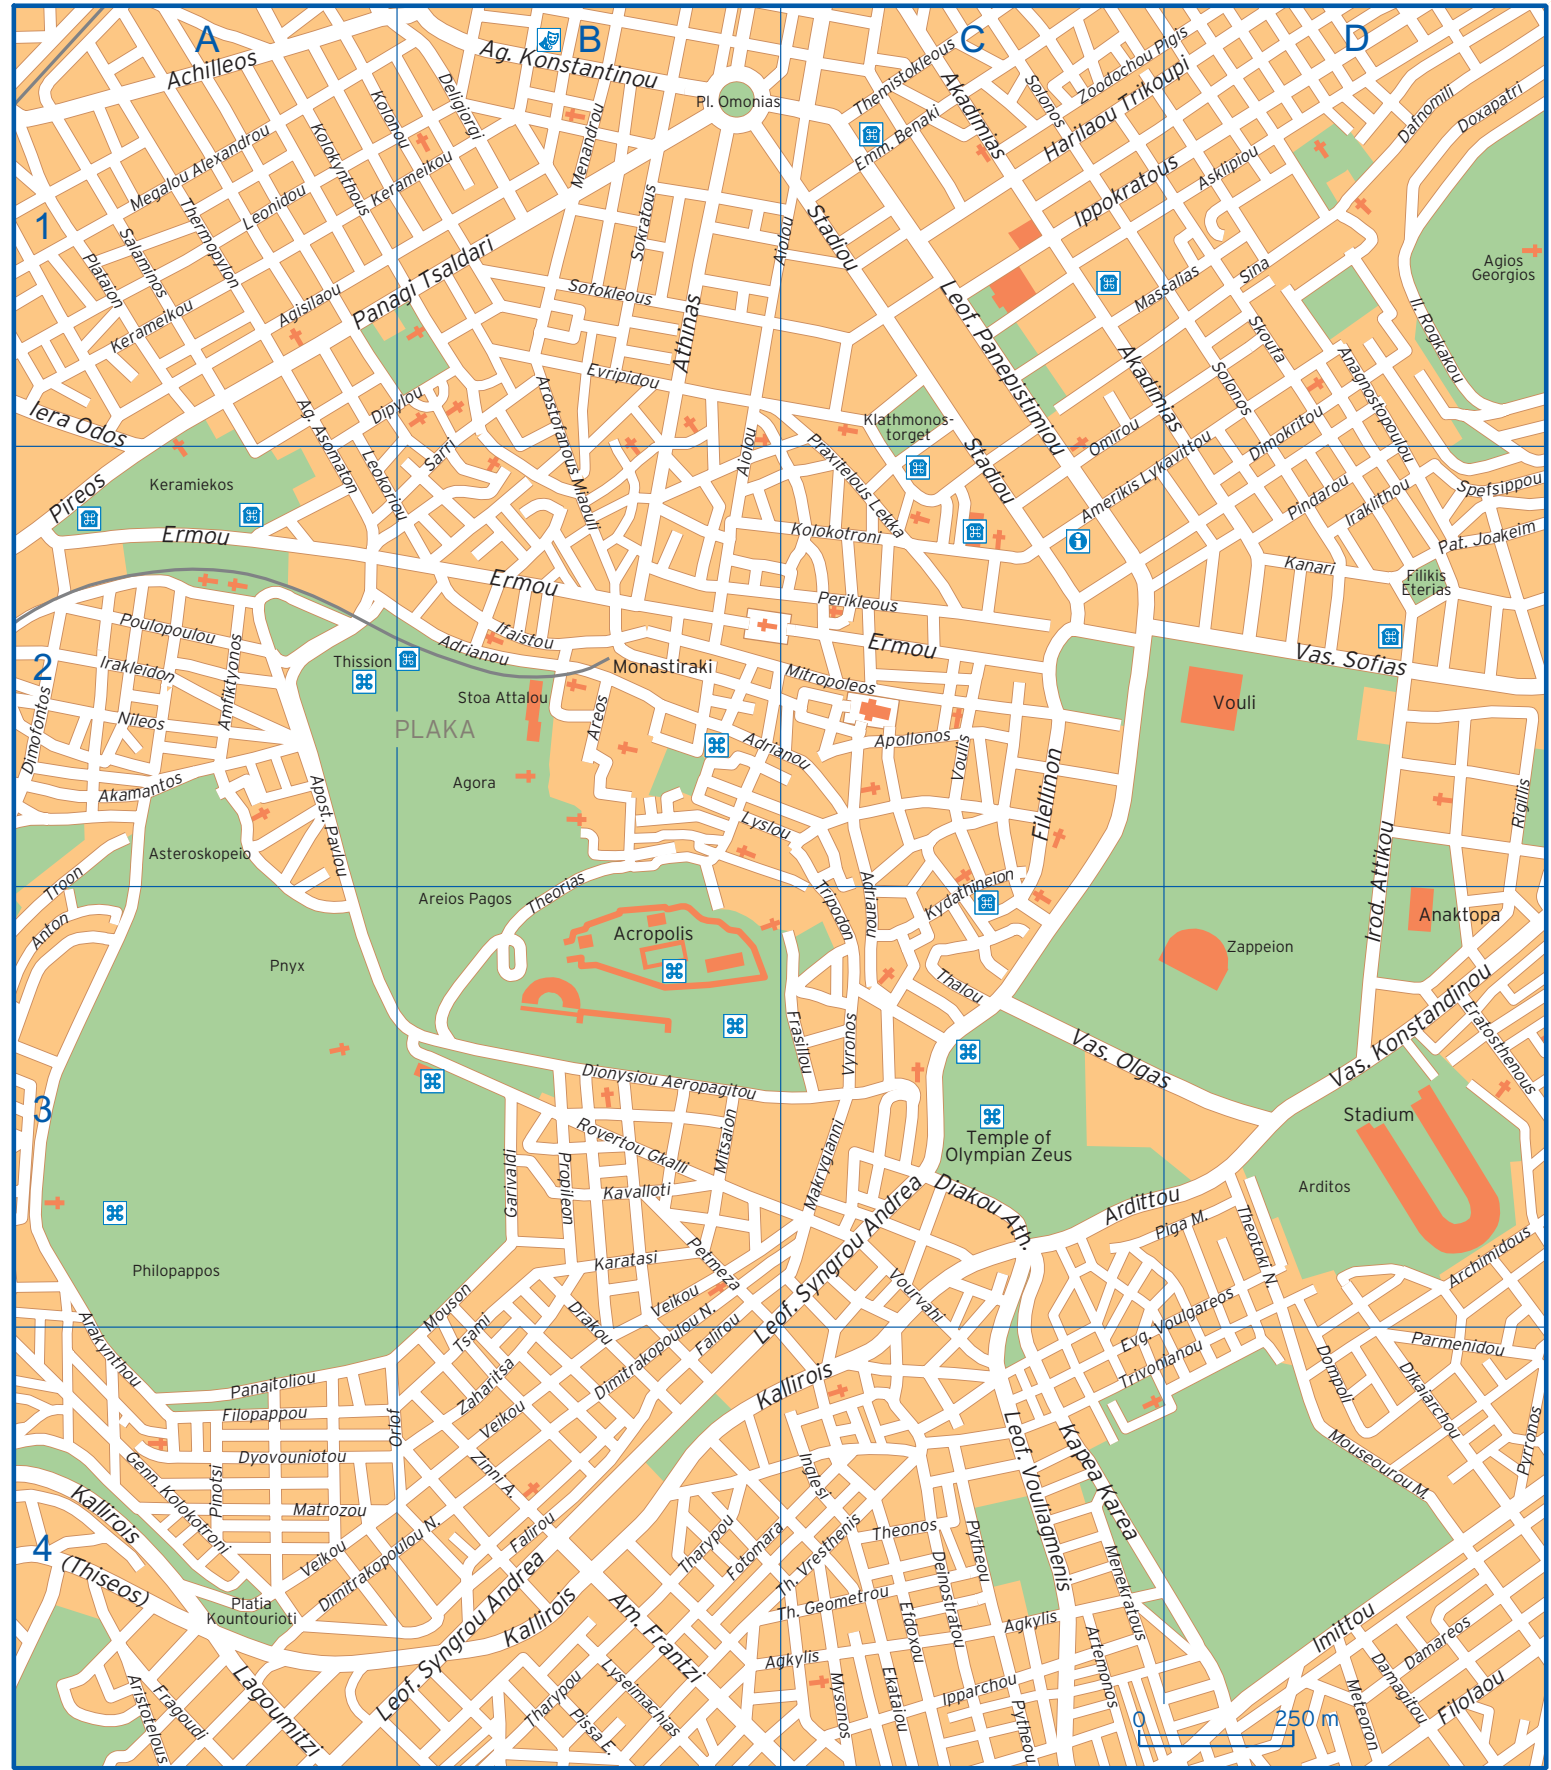 A
B
C
D
1
2
3
4
Achilleos
Ag. Konstantinou
Pl. Omonias
Themistokleous
Akadimias
Solonos
Zoodochou Pigis
Harilaou Trikoupi
Dafnomili
Doxapatri
Kolonou
Deligiorgi
Menandrou
Emm. Benaki
Megalou Alexandrou
Kolokynthous
Kerameikou
Leonidou
Thermopylon
Salaminos
Plataion
Kerameikou
Agisilaou
Panagi Tsaldari
Sokratous
Sofokleous
Athinas
Aiolou
Stadiou
Ippokratous
Asklipiou
Massalias
Sina
Skoufa
Agios
Georgios
Il. Rogkakou
Leof. Panepistimiou
Akadimias
Solonos
Anagnostopoulou
Evripidou
Iera Odos
Ag. Asomaton
Dipylou
Sarri
Leokoriou
Arostofanous
Miaouli
Aiolou
Klathmonos-
torget
Praxitelous
Lekka
Stadiou
Omirou
Amerikis
Lykavittou
Dimokritou
Pindarou
Iraklithou
Spefsippou
Pat. Joakeim
Kanari
Filikis
Eterias
Keramiekos
Pireos
Ermou
Ermou
Kolokotroni
Perikleous
Ermou
Vas. Sofias
Poulopoulou
Irakleidon
Nileos
Dimofontos
Amfiktyonos
Akamantos
Thission
Ifaistou
Adrianou
Monastiraki
Stoa Attalou
PLAKA
Areos
Agora
Mitropoleos
Apollonos
Voulis
Adrianou
Lyslou
Filellinon
Vouli
Rigillis
Apost. Pavlou
Asteroskopeio
Troon
Anton
Areios Pagos
Theorias
Acropolis
Tripodon
Adrianou
Kydathineion
Irod. Attikou
Anaktopa
Zappeion
Thalou
Pnyx
Frasillou
Vyronos
Vas. Olgas
Vas. Konstandinou
Eratosthenous
Dionysiou Aeropagitou
Stadium
Temple of
Olympian Zeus
Rovertou Gkalli
Mitsaion
Makrygianni
Garivaldi
Propileon
Kavalloti
Diakou Ath.
Ardittou
Arditos
Piga M.
Theotoki N.
Archimidous
Philopappos
Karatasi
Petmeza
Veikou
Leof. Syngrou Andrea
Vourvahi
Evg. Voulgareos
Trivonianou
Parmenidou
Mouson
Tsami
Drakou
Dimitrakopoulou N.
Falirou
Arakynthou
Panaitoliou
Filopappou
Orlof
Zaharitsa
Veikou
Kallirois
Dompoli
Dikaiarchou
Pyrronos
Mouseourou M.
Dyovouniotou
Genn. Kolokotroni
Pinotsi
Matrozou
Zinni A.
Inglesi
Leof. Vouliagmenis
Kapea Karea
Kallirois
(Thiseos)
Veikou
Dimitrakopoulou N.
Falirou
Tharypou
Fotomara
Th. Vresthenis
Theonos
Pytheou
Deinostratou
Menekratous
Platia
Kountourioti
Leof. Syngrou Andrea
Kallirois
Am. Frantzi
Th. Geometrou
Efdoxou
Agkylis
Artemonos
Agkylis
Imittou
Damareos
Damagitou
Meteoron
Filolaou
Lagoumitzi
Aristotelous
Fragoudi
Tharypou
Lyseimachias
Pissa E.
Mysonos
Ekataiou
Ipparchou
Pytheou
0
250 m